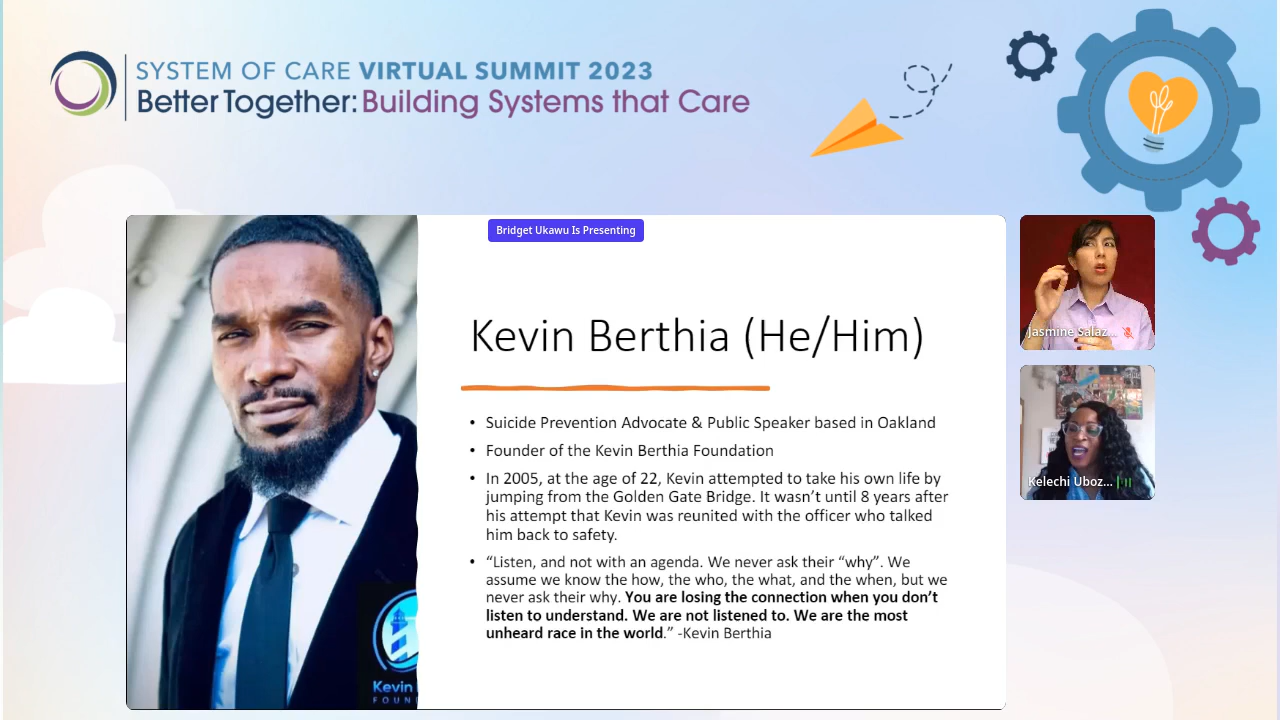 SYSTEM OF CARE VIRTUAL SUMMIT 2023
Better Together: Building Systems that Care
Bridget Ukawu Is Presenting
Kevin Berthia (He/Him)
• Suicide Prevention Advocate & Public Speaker based in Oakland
• Founder of the Kevin Berthia Foundation
• In 2005, at the age of 22, Kevin attempted to take his own life by
jumping from the Golden Gate Bridge. It wasn’t until 8 years after
his attempt that Kevin was reunited with the officer who talked
him back to safety.
• “Listen, and not with an agenda. We never ask their “why”. We
assume we know the how, the who, the what, and the when, but we
never ask their why. You are losing the connection when you don’t
listen to understand. We are not listened to. We are the most
unheard race in the world.” -Kevin Berthia
Kevin
FOUN
Jasmine Salaz...
Kelechi Uboz...